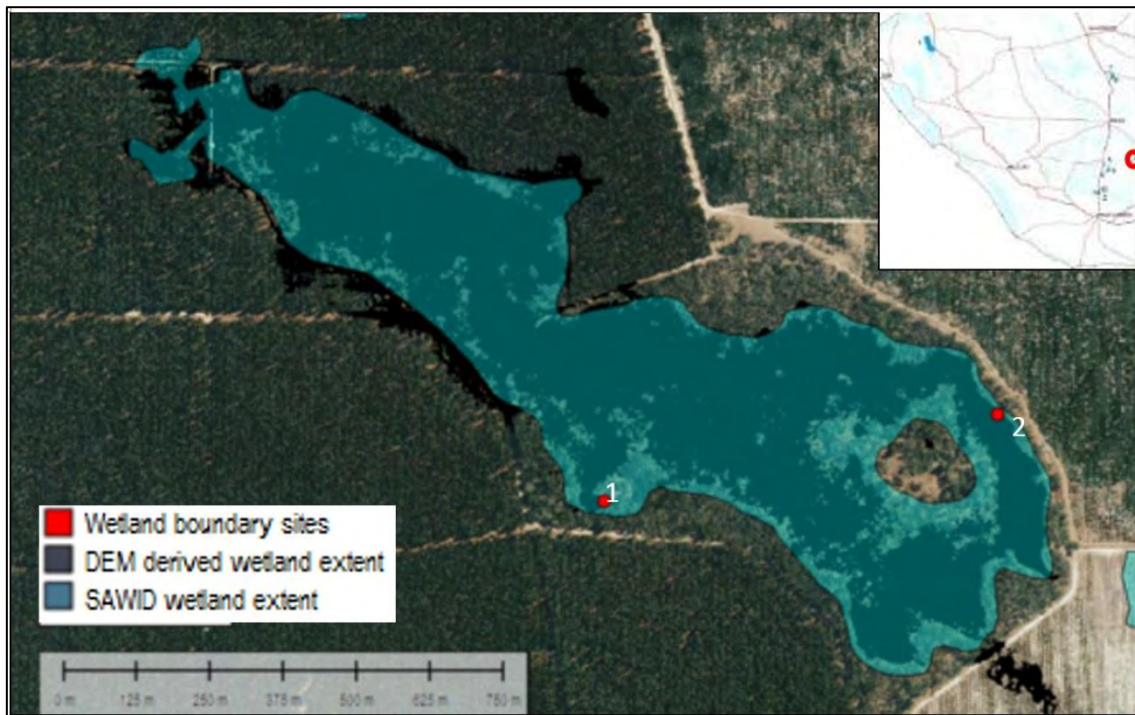 1
2
Wetland boundary sites
DEM derived wetland extent
SAWID wetland extent
0 m 125 m 250 m 375 m 500 m 625 m 750 m